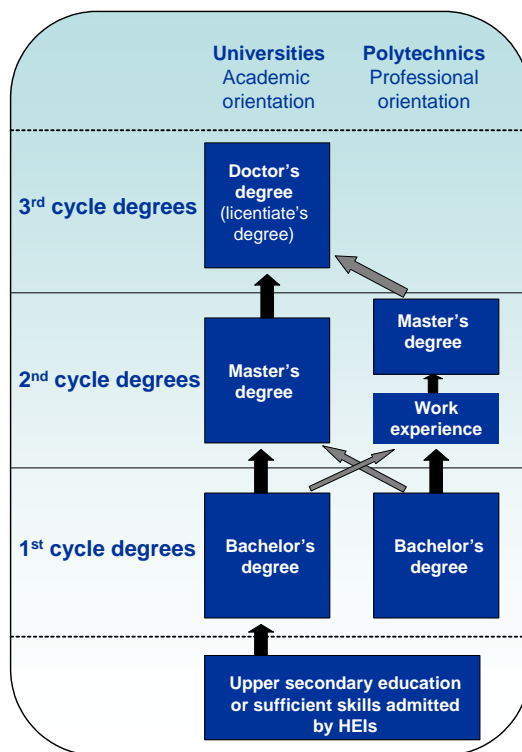 Universities
Academic
orientation
Polytechnics
Professional
orientation
3rd cycle degrees
Doctor's
degree
(licentiate's
degree)
2nd cycle degrees
Master's
degree
Master's
degree
Work
experience
1st cycle degrees
Bachelor's
degree
Bachelor's
degree
Upper secondary education
or sufficient skills admitted
by HEIs